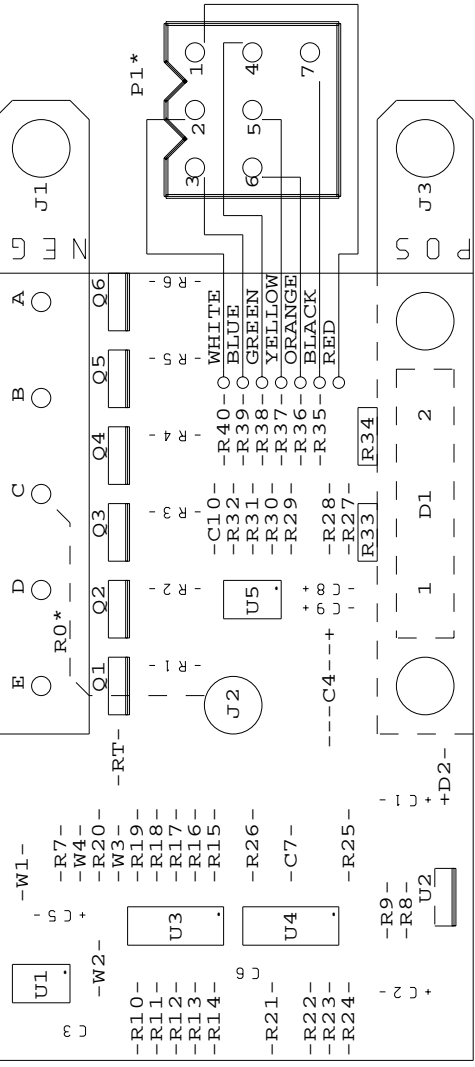 P1*
1
4
7
2
5
3
6
J1
J3
NEG
POS
A
B
C
D
E
R0*
Q6
Q5
Q4
Q3
Q2
Q1
-R6-
-R5-
-R4-
-R3-
-R2-
-R1-
WHITE
BLUE
GREEN
YELLOW
ORANGE
BLACK
RED
-R40-
-R39-
-R38-
-R37-
-R36-
-R35-
R34
-C10-
-R32-
-R31-
-R30-
-R29-
-R28-
-R27-
R33
2
D1
1
U5
- C8 +
- C9 +
J2
---C4---+
-RT-
-W1-
-R7-
-W4-
-R20-
-W3-
-R19-
-R18-
-R17-
-R16-
-R15-
-R26-
-C7-
-R25-
- C1 +
+D2-
+ C5 -
U3
U4
-R9-
-R8-
U2
U1
-W2-
C3
C6
-R10-
-R11-
-R12-
-R13-
-R14-
-R21-
-R22-
-R23-
-R24-
- C2 +